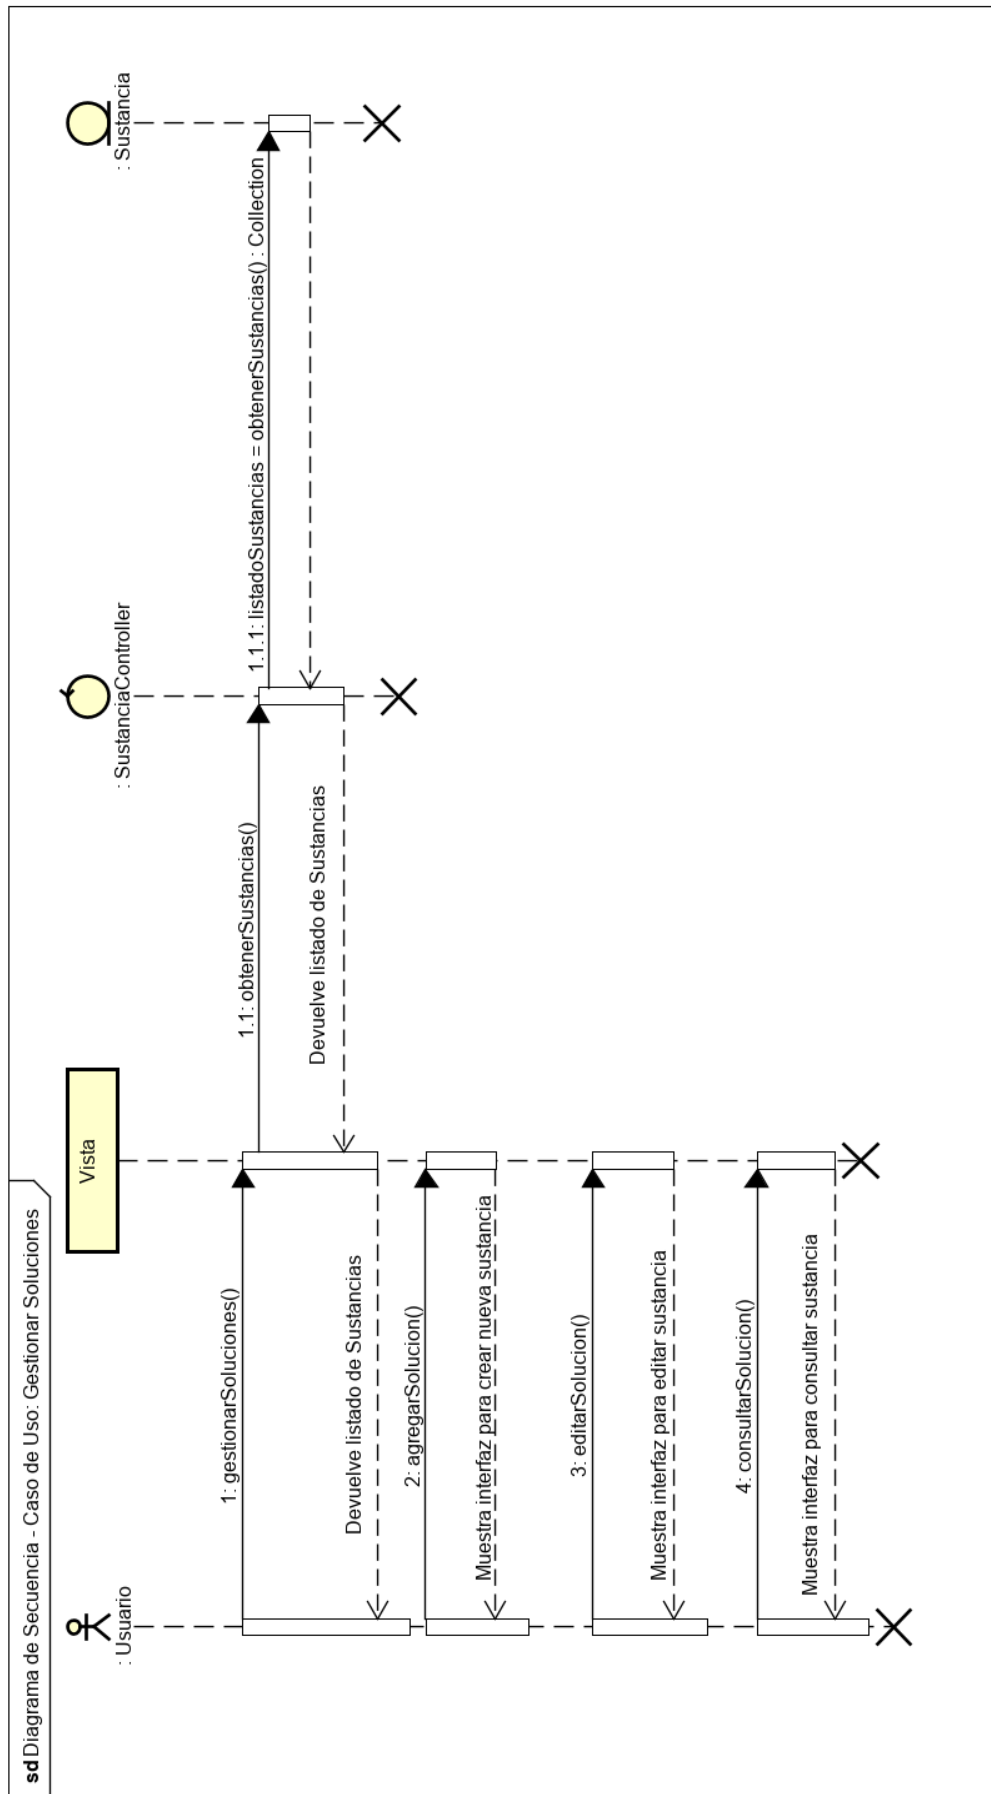 sd Diagrama de Secuencia - Caso de Uso: Gestionar Soluciones
: Usuario
Vista
: SustanciaController
: Sustancia
1: gestionarSoluciones()
1.1: obtenerSustancias()
1.1.1: listadoSustancias = obtenerSustancias() : Collection
Devuelve listado de Sustancias
Devuelve listado de Sustancias
2: agregarSolucion()
Muestra interfaz para crear nueva sustancia
3: editarSolucion()
Muestra interfaz para editar sustancia
4: consultarSolucion()
Muestra interfaz para consultar sustancia